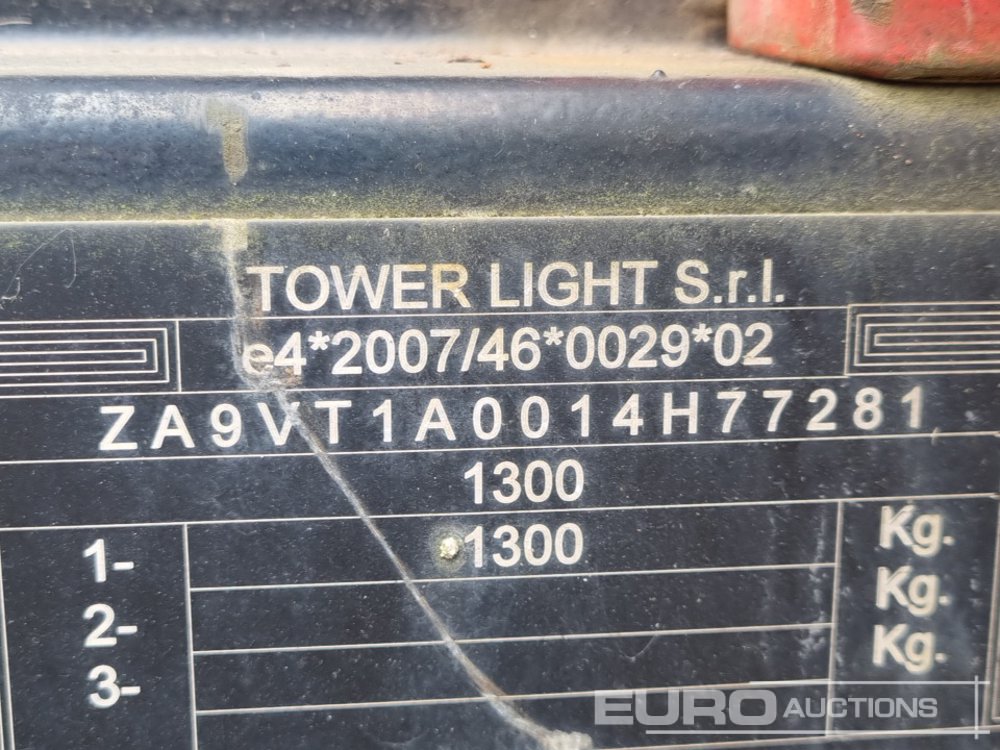 TOWER LIGHT S.r.l.
e4*2007/46*0029*02
ZA9VT1A0014H77281
1300
1- 1300 Kg.
2- Kg.
3- Kg.
EURO AUCTIONS